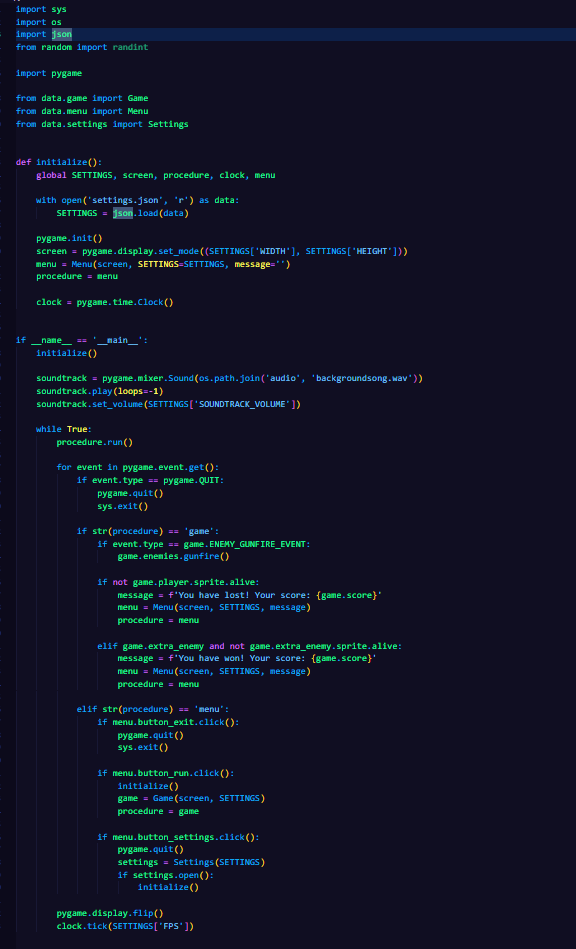 import sys
import os
import json
from random import randint
import pygame
from data.game import Game
from data.menu import Menu
from data.settings import Settings
def initialize():
global SETTINGS, screen, procedure, clock, menu
with open('settings.json', 'r') as data:
SETTINGS = json.load(data)
pygame.init()
screen = pygame.display.set_mode((SETTINGS['WIDTH'], SETTINGS['HEIGHT']))
menu = Menu(screen, SETTINGS=SETTINGS, message='')
procedure = menu
clock = pygame.time.Clock()
if __name__ == '__main__':
initialize()
soundtrack = pygame.mixer.Sound(os.path.join('audio', 'backgroundsong.wav'))
soundtrack.play(loops=-1)
soundtrack.set_volume(SETTINGS['SOUNDTRACK_VOLUME'])
while True:
procedure.run()
for event in pygame.event.get():
if event.type == pygame.QUIT:
pygame.quit()
sys.exit()
if str(procedure) == 'game':
if event.type == game.ENEMY_GUNFIRE_EVENT:
game.enemies.gunfire()
if not game.player.sprite.alive:
message = f'You have lost! Your score: {game.score}'
menu = Menu(screen, SETTINGS, message)
procedure = menu
elif game.extra_enemy and not game.extra_enemy.sprite.alive:
message = f'You have won! Your score: {game.score}'
menu = Menu(screen, SETTINGS, message)
procedure = menu
elif str(procedure) == 'menu':
if menu.button_exit.click():
pygame.quit()
sys.exit()
if menu.button_run.click():
initialize()
game = Game(screen, SETTINGS)
procedure = game
if menu.button_settings.click():
pygame.quit()
settings = Settings(SETTINGS)
if settings.open():
initialize()
pygame.display.flip()
clock.tick(SETTINGS['FPS'])